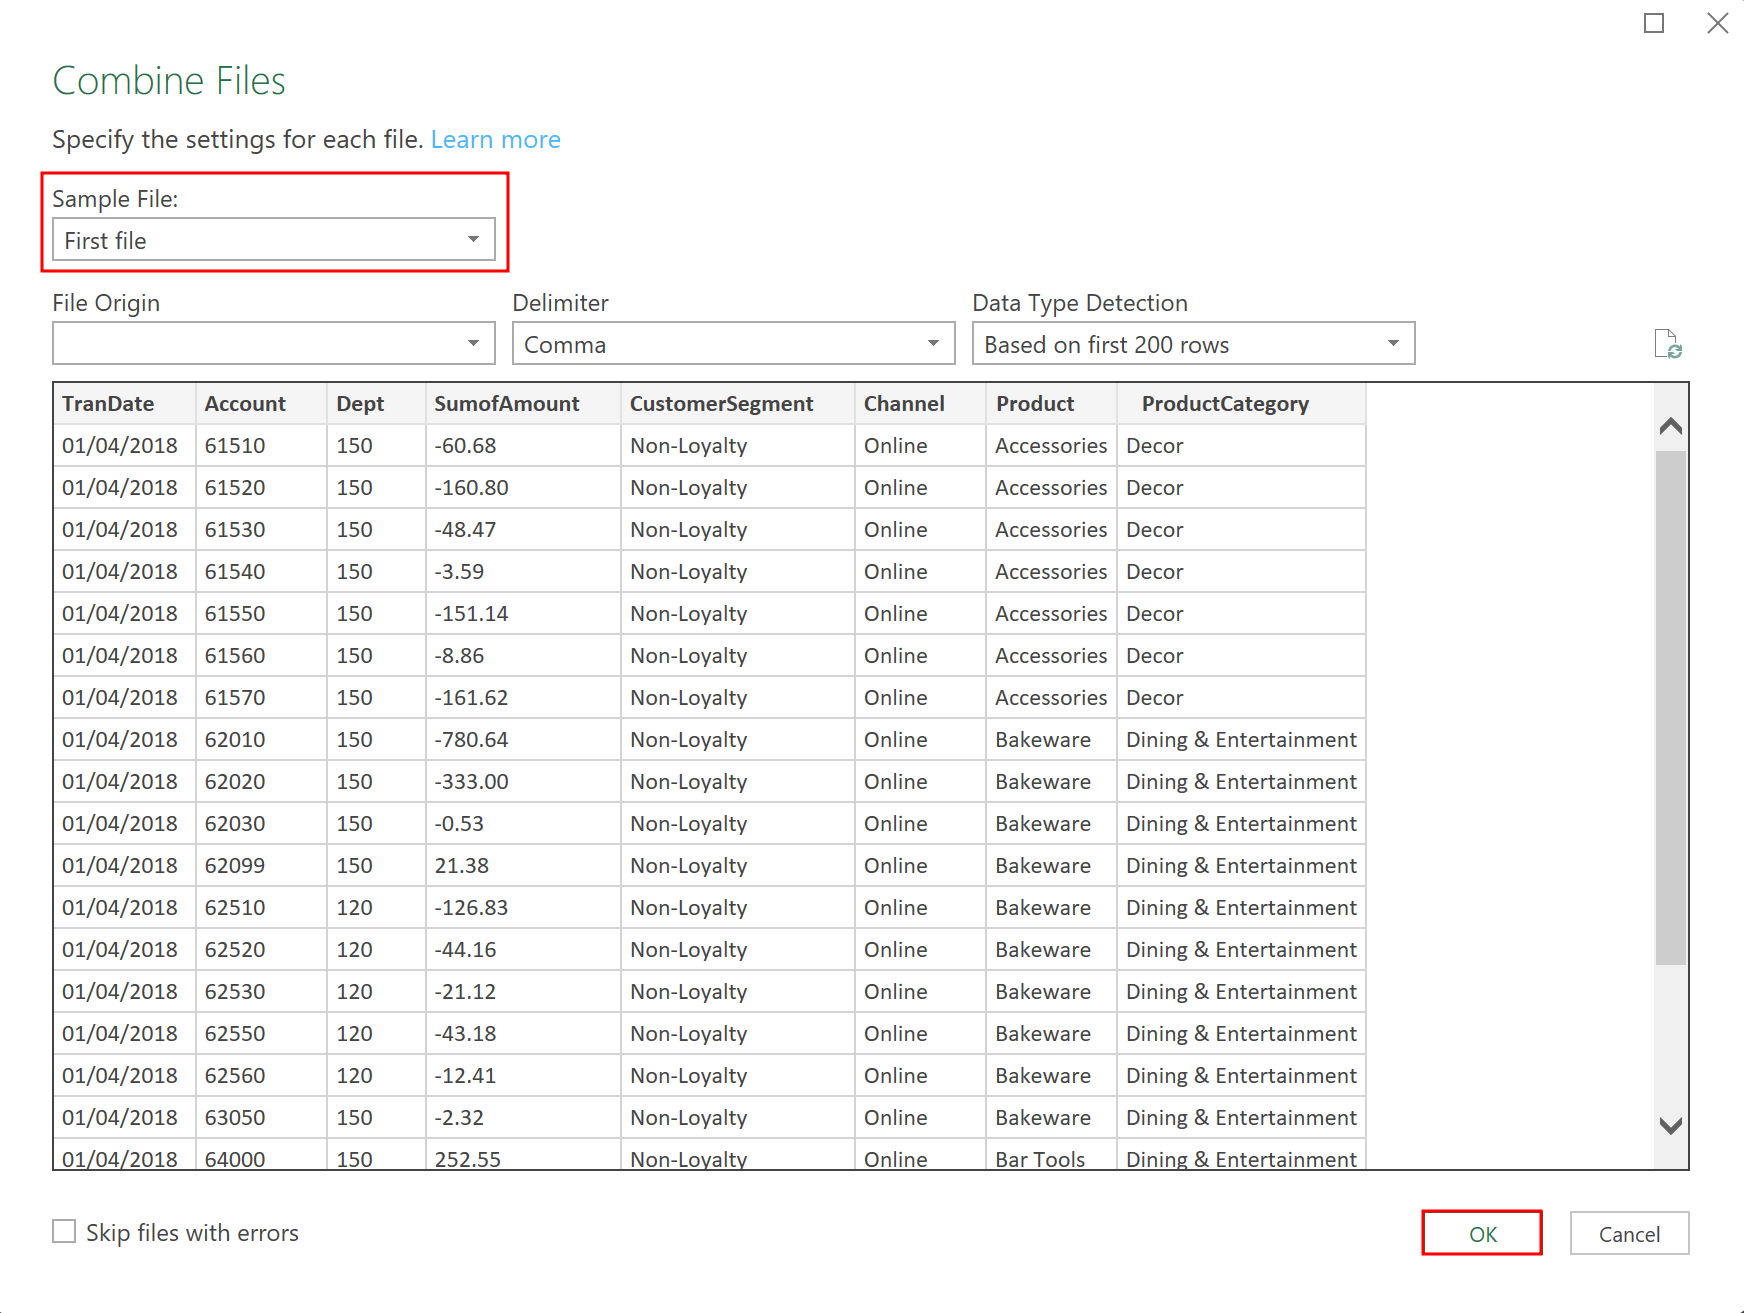 Combine Files
Specify the settings for each file. Learn more
Sample File:
First file
File Origin Delimiter Data Type Detection
Comma Based on first 200 rows
TranDate Account Dept SumofAmount CustomerSegment Channel Product ProductCategory
01/04/2018 61510 150 -60.68 Non-Loyalty Online Accessories Decor
01/04/2018 61520 150 -160.80 Non-Loyalty Online Accessories Decor
01/04/2018 61530 150 -48.47 Non-Loyalty Online Accessories Decor
01/04/2018 61540 150 -3.59 Non-Loyalty Online Accessories Decor
01/04/2018 61550 150 -151.14 Non-Loyalty Online Accessories Decor
01/04/2018 61560 150 -8.86 Non-Loyalty Online Accessories Decor
01/04/2018 61570 150 -161.62 Non-Loyalty Online Accessories Decor
01/04/2018 62010 150 -780.64 Non-Loyalty Online Bakeware Dining & Entertainment
01/04/2018 62020 150 -333.00 Non-Loyalty Online Bakeware Dining & Entertainment
01/04/2018 62030 150 -0.53 Non-Loyalty Online Bakeware Dining & Entertainment
01/04/2018 62099 150 21.38 Non-Loyalty Online Bakeware Dining & Entertainment
01/04/2018 62510 120 -126.83 Non-Loyalty Online Bakeware Dining & Entertainment
01/04/2018 62520 120 -44.16 Non-Loyalty Online Bakeware Dining & Entertainment
01/04/2018 62530 120 -21.12 Non-Loyalty Online Bakeware Dining & Entertainment
01/04/2018 62550 120 -43.18 Non-Loyalty Online Bakeware Dining & Entertainment
01/04/2018 62560 120 -12.41 Non-Loyalty Online Bakeware Dining & Entertainment
01/04/2018 63050 150 -2.32 Non-Loyalty Online Bakeware Dining & Entertainment
01/04/2018 64000 150 252.55 Non-Loyalty Online Bar Tools Dining & Entertainment
Skip files with errors OK Cancel